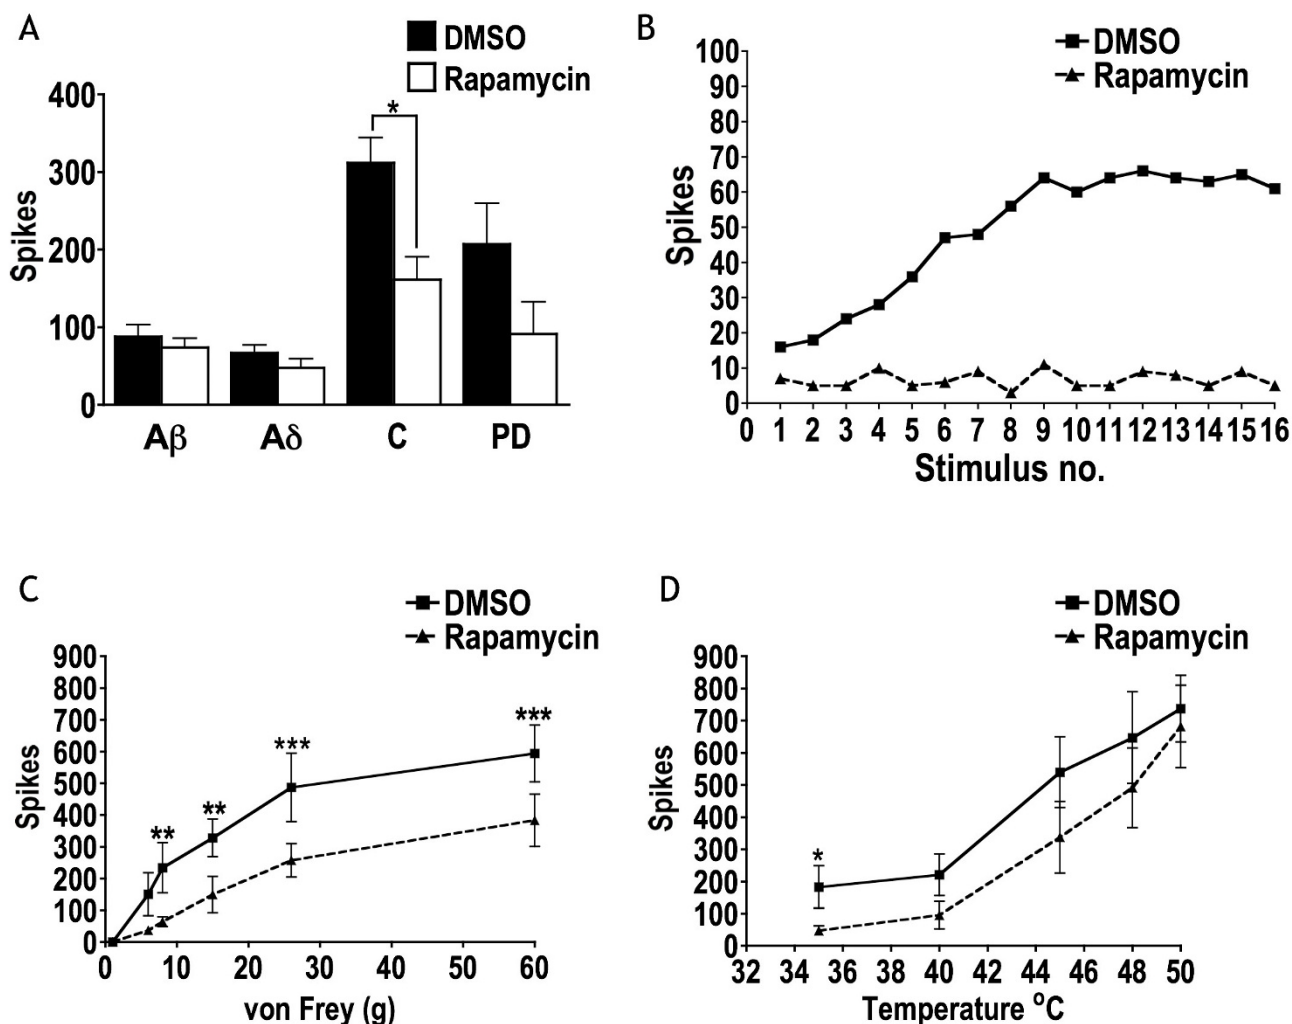 A
DMSO
Rapamycin
400
300
200
100
0
Spikes
*
Aβ Aδ C PD
B
DMSO
Rapamycin
100
90
80
70
60
50
40
30
20
10
0
Spikes
0 1 2 3 4 5 6 7 8 9 10 11 12 13 14 15 16
Stimulus no.
C
DMSO
Rapamycin
900
800
700
600
500
400
300
200
100
0
Spikes
** ** *** ***
0 10 20 30 40 50 60
von Frey (g)
D
DMSO
Rapamycin
900
800
700
600
500
400
300
200
100
0
Spikes
*
32 34 36 38 40 42 44 46 48 50
Temperature ºC